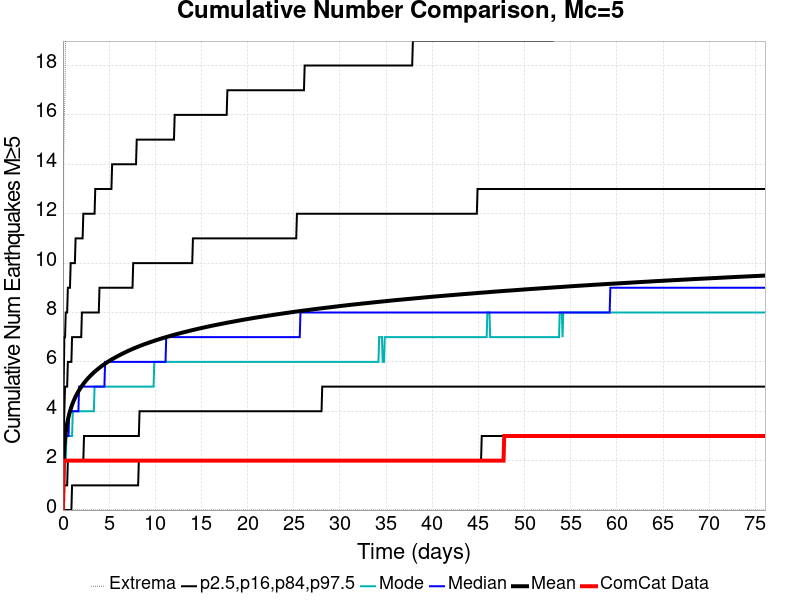 Cumulative Number Comparison, Mc=5
Cumulative Num Earthquakes M≥5
18
16
14
12
10
8
6
4
2
0
0 5 10 15 20 25 30 35 40 45 50 55 60 65 70 75
Time (days)
Extrema p2.5,p16,p84,p97.5 Mode Median Mean ComCat Data